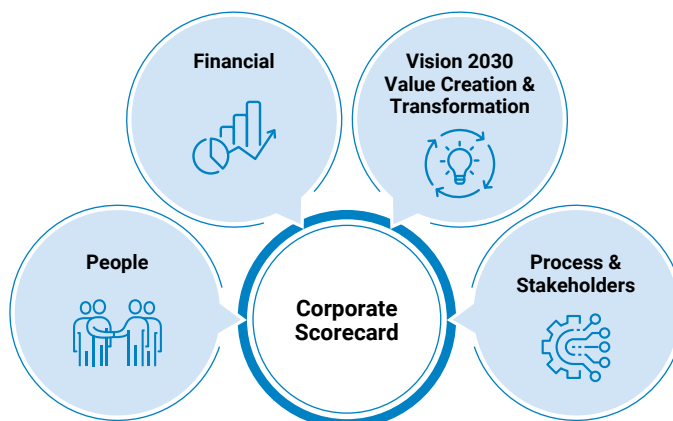 Financial
Vision 2030
Value Creation &
Transformation
People
Process &
Stakeholders
Corporate
Scorecard